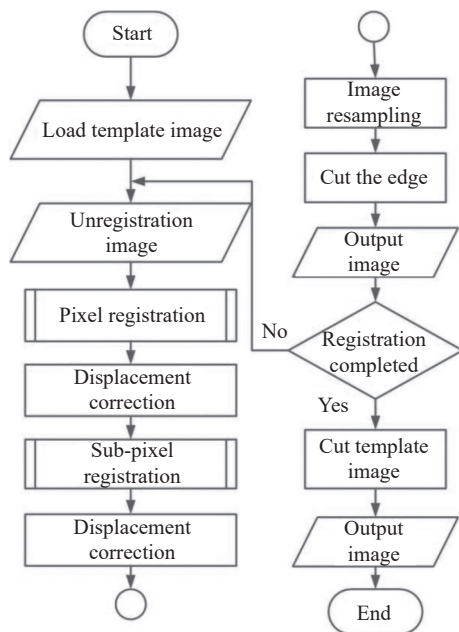 Start
Load template image
Unregistration
image
Pixel registration
Displacement
correction
Sub-pixel
registration
Displacement
correction
Image
resampling
Cut the edge
Output
image
Registration
completed
No
Yes
Cut template
image
Output
image
End